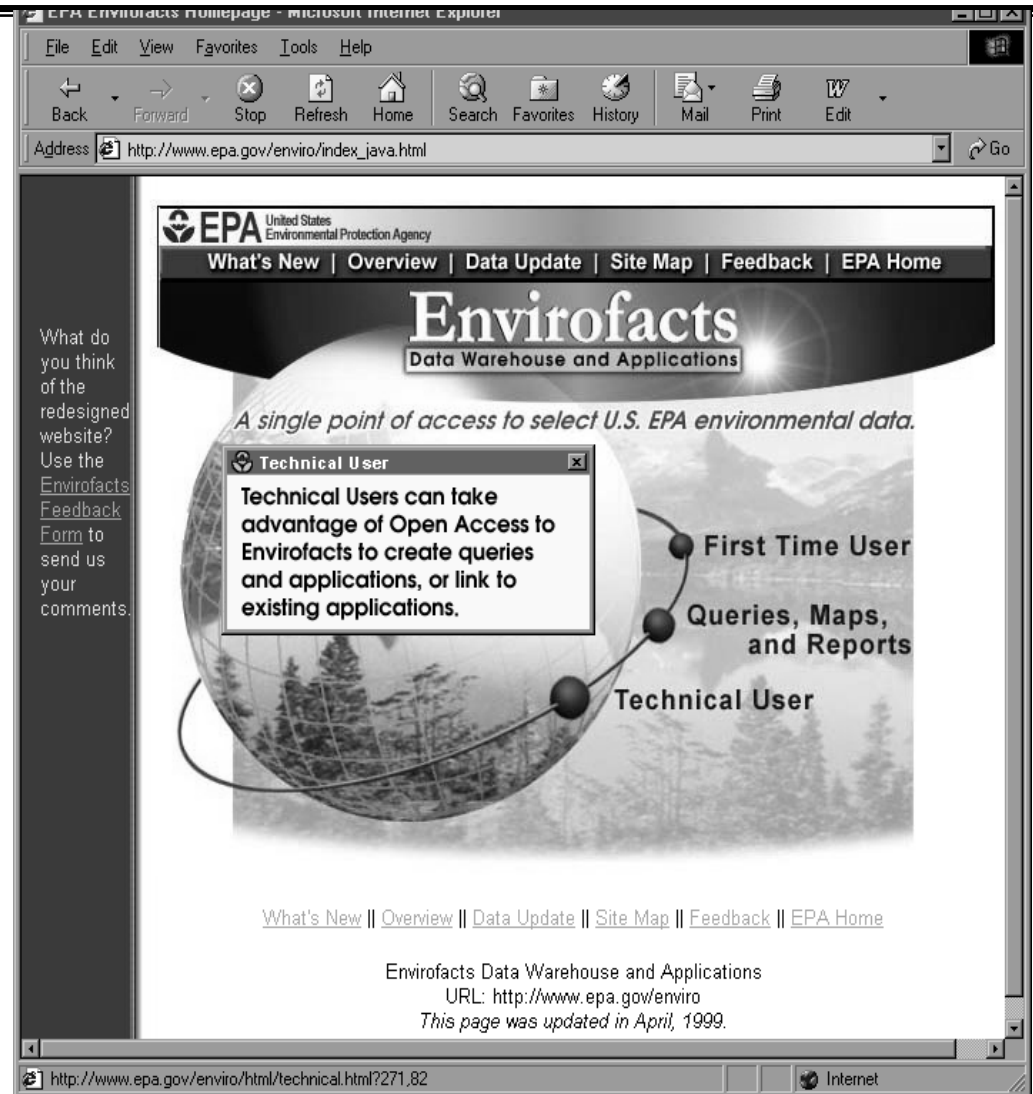 EPA Envirofacts Homepage - Microsoft Internet Explorer
File Edit View Favorites Tools Help
Back Forward Stop Refresh Home Search Favorites History Mail Print Edit
Address http://www.epa.gov/enviro/index_java.html Go
EPA United States
Environmental Protection Agency
What's New | Overview | Data Update | Site Map | Feedback | EPA Home
Envirofacts
Data Warehouse and Applications
A single point of access to select U.S. EPA environmental data.
What do
you think
of the
redesigned
website?
Use the
Envirofacts
Feedback
Form to
send us
your
comments.
Technical User
Technical Users can take
advantage of Open Access to
Envirofacts to create queries
and applications, or link to
existing applications.
First Time User
Queries, Maps,
and Reports
Technical User
What's New || Overview || Data Update || Site Map || Feedback || EPA Home
Envirofacts Data Warehouse and Applications
URL: http://www.epa.gov/enviro
This page was updated in April, 1999.
http://www.epa.gov/enviro/html/technical.html?271,82 Internet